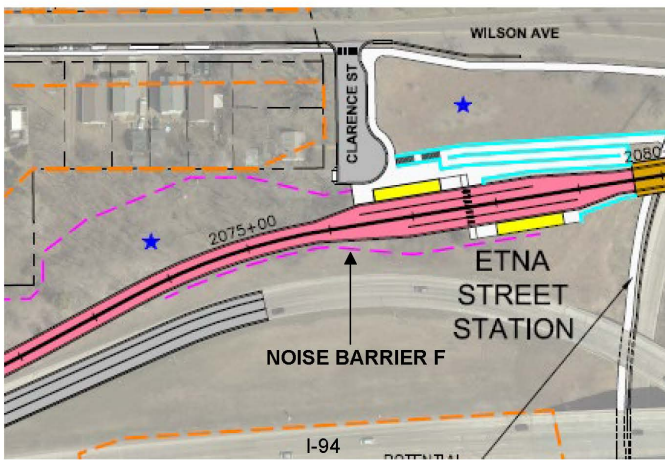 WILSON AVE
CLARENCE ST
2080
2075+00
ETNA
STREET
STATION
NOISE BARRIER F
I-94
POTENTIAL